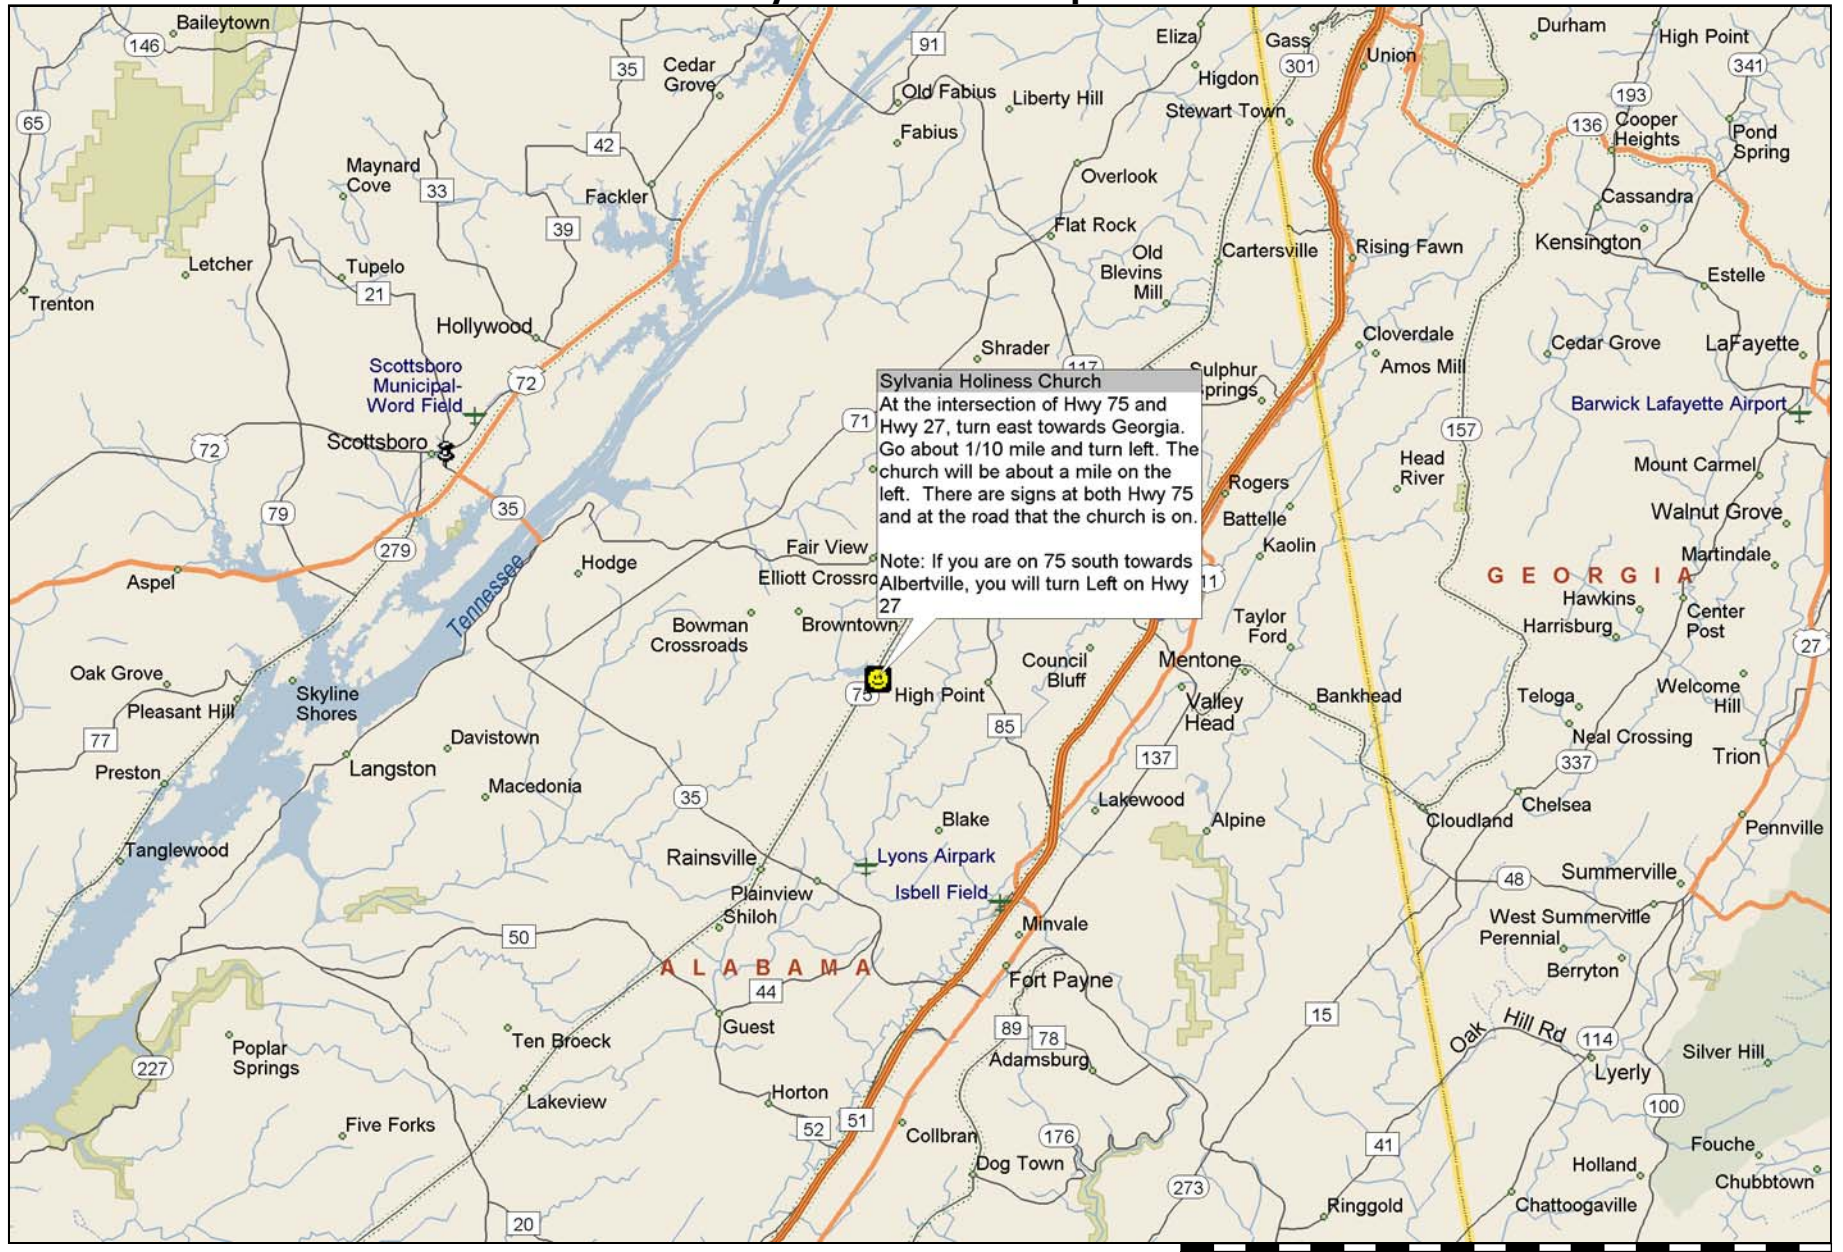 Baileytown
146
Cedar
Grove
35
91
Eliza
Gass
301
Union
Durham
High Point
341
Higdon
Old Fabius
Liberty Hill
Stewart Town
193
65
Fabius
136
Cooper
Heights
Pond
Spring
42
Maynard
Cove
33
Fackler
Overlook
Cassandra
39
Flat Rock
Old
Blevins
Mill
Cartersville
Rising Fawn
Kensington
Letcher
Tupelo
21
Estelle
Trenton
Hollywood
Cloverdale
Amos Mill
Cedar Grove
LaFayette
Shrader
117
Scottsboro
Municipal-
Word Field
72
Sulphur
Springs
Sylvania Holiness Church
At the intersection of Hwy 75 and
Hwy 27, turn east towards Georgia.
Go about 1/10 mile and turn left. The
church will be about a mile on the
left. There are signs at both Hwy 75
and at the road that the church is on.
Note: If you are on 75 south towards
Albertville, you will turn Left on Hwy
27
Barwick Lafayette Airport
71
157
72
Scottsboro
Head
River
Mount Carmel
Rogers
35
79
Battelle
Walnut Grove
279
Fair View
Kaolin
Martindale
Hodge
Elliott Crossro
11
GEORGIA
Aspel
Tennessee
Hawkins
Center
Post
Bowman
Crossroads
Browntown
Taylor
Ford
Harrisburg
27
Oak Grove
Skyline
Shores
Council
Bluff
Mentone
75
High Point
Valley
Head
Bankhead
Teloga
Welcome
Hill
Pleasant Hill
85
77
Davistown
Neal Crossing
Preston
Langston
137
337
Trion
Macedonia
35
Lakewood
Chelsea
Blake
Alpine
Cloudland
Pennville
Tanglewood
Rainsville
Lyons Airpark
Plainview
Isbell Field
48
Summerville
Shiloh
Minvale
West Summerville
50
Perennial
ALABAMA
Fort Payne
Berryton
44
Guest
89
78
15
Oak Hill Rd
114
Ten Broeck
Poplar
Springs
Adamsburg
Silver Hill
227
Lyerly
Lakeview
Horton
100
Five Forks
52
51
Collbran
176
41
Fouche
Dog Town
Holland
Chubbtown
273
20
Ringgold
Chattoogaville